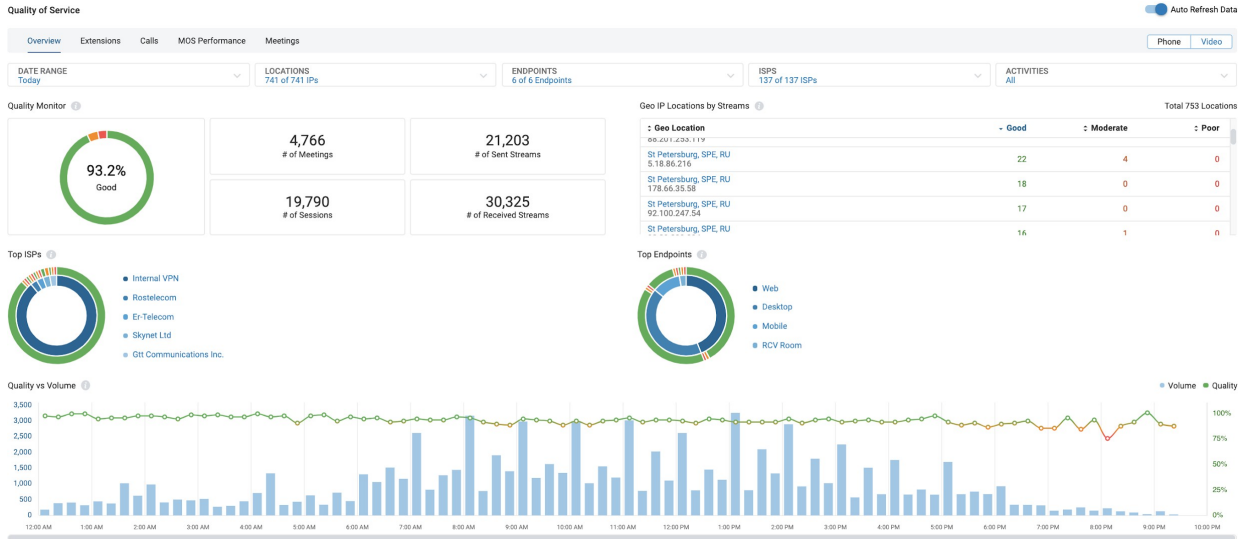 Quality of Service
Auto Refresh Data
Overview Extensions Calls MOS Performance Meetings
Phone Video
DATE RANGE
Today
LOCATIONS
741 of 741 IPs
ENDPOINTS
6 of 6 Endpoints
ISPS
137 of 137 ISPs
ACTIVITIES
All
Quality Monitor
93.2%
Good
4,766
# of Meetings
21,203
# of Sent Streams
19,790
# of Sessions
30,325
# of Received Streams
Geo IP Locations by Streams
Total 753 Locations
Geo Location Good Moderate Poor
88.201.253.119
St Petersburg, SPE, RU
5.18.86.216
22 4 0
St Petersburg, SPE, RU
178.66.35.58
18 0 0
St Petersburg, SPE, RU
92.100.247.54
17 0 0
St Petersburg, SPE, RU
16 1 0
Top ISPs
Internal VPN
Rostelecom
Er-Telecom
Skynet Ltd
Gtt Communications Inc.
Top Endpoints
Web
Desktop
Mobile
RCV Room
Quality vs Volume
Volume Quality
3,500
3,000
2,500
2,000
1,500
1,000
500
0
100%
75%
50%
25%
0%
12:00 AM 1:00 AM 2:00 AM 3:00 AM 4:00 AM 5:00 AM 6:00 AM 7:00 AM 8:00 AM 9:00 AM 10:00 AM 11:00 AM 12:00 PM 1:00 PM 2:00 PM 3:00 PM 4:00 PM 5:00 PM 6:00 PM 7:00 PM 8:00 PM 9:00 PM 10:00 PM